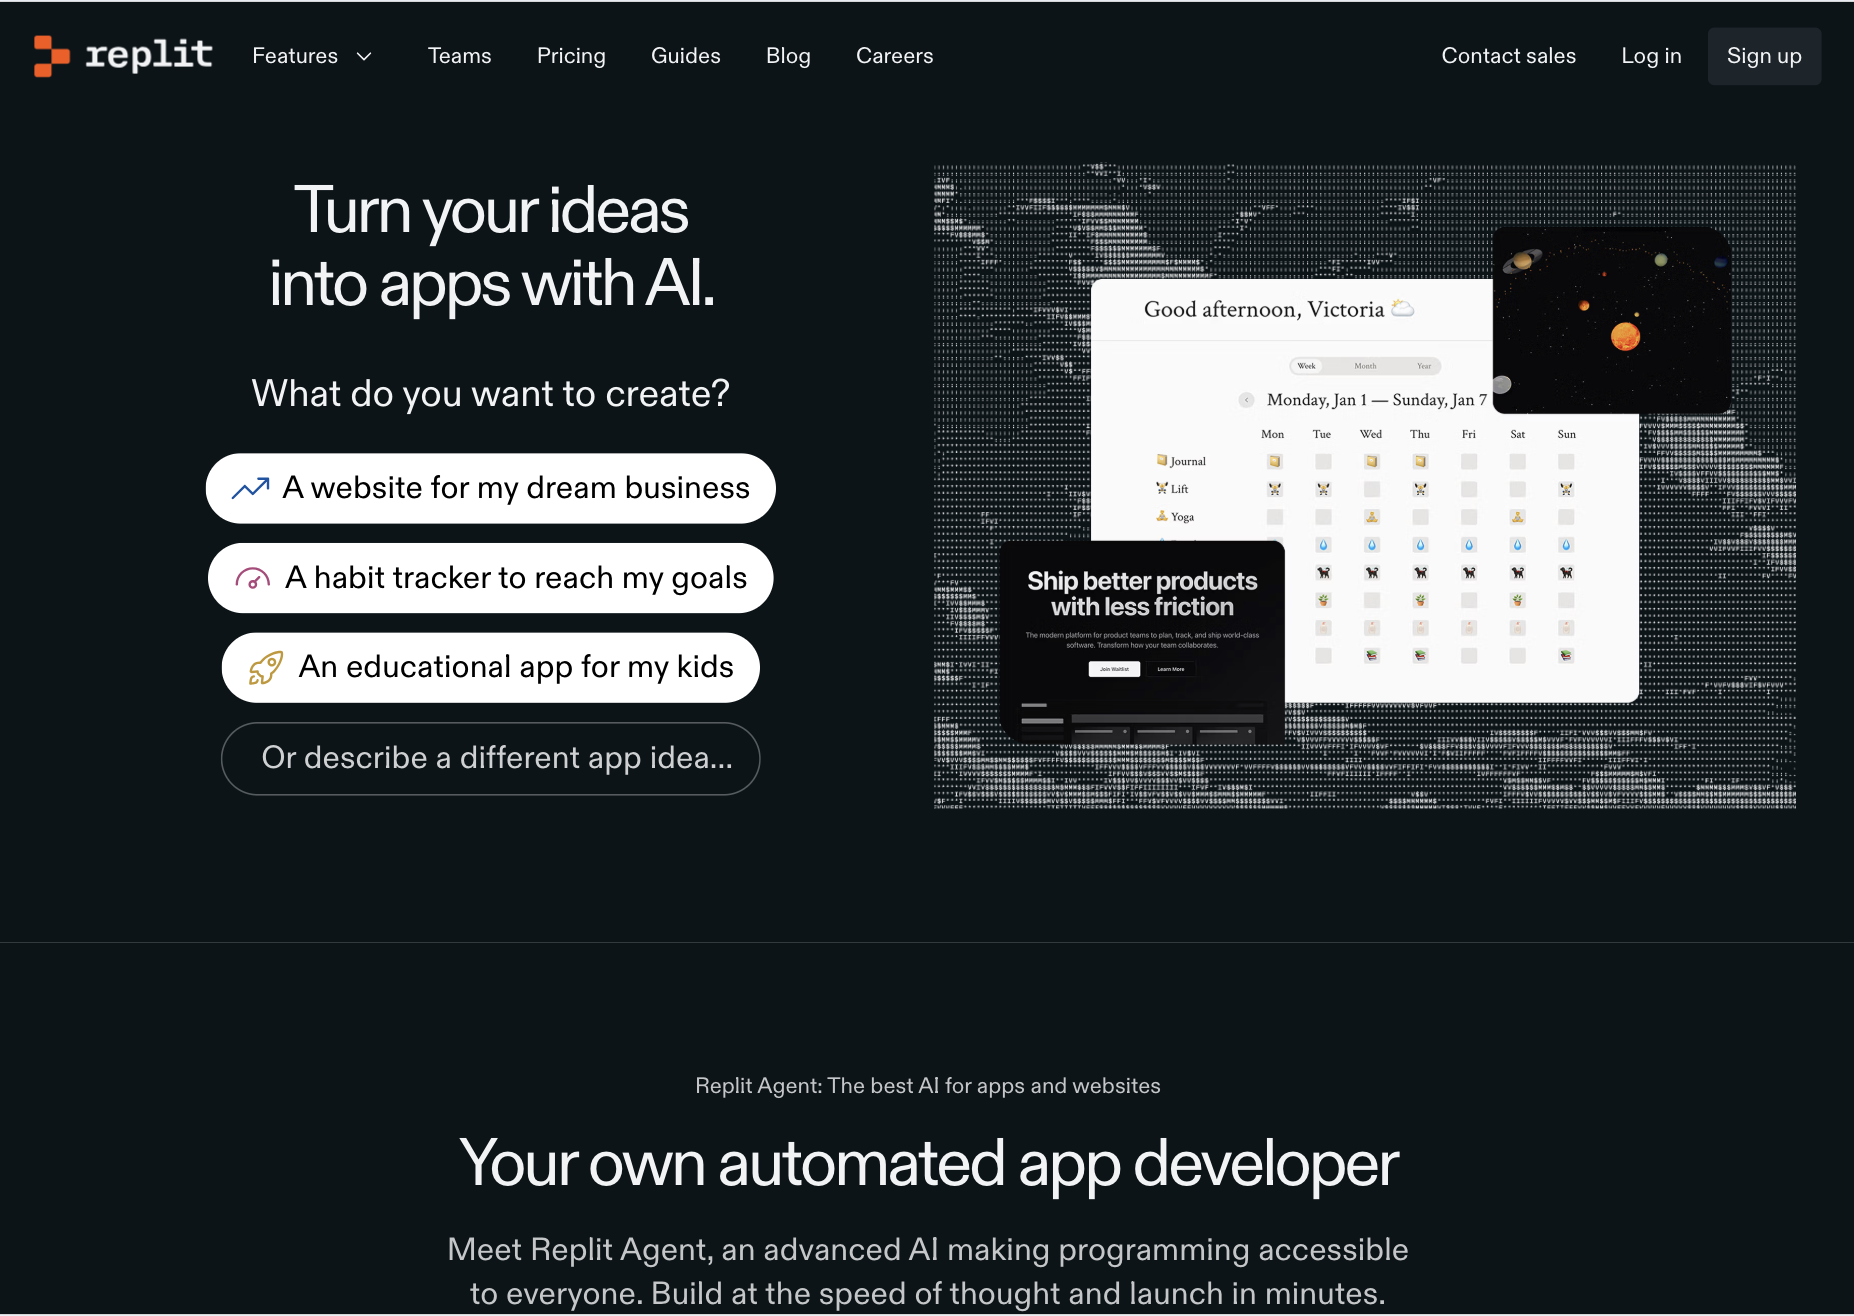 replit
Features
Teams
Pricing
Guides
Blog
Careers
Contact sales
Log in
Sign up
Turn your ideas
into apps with AI.
What do you want to create?
A website for my dream business
A habit tracker to reach my goals
An educational app for my kids
Or describe a different app idea...
Good afternoon, Victoria
Week Month Year
Monday, Jan 1 — Sunday, Jan 7
Mon Tue Wed Thu Fri Sat Sun
Journal
Lift
Yoga
Ship better products
with less friction
The modern platform for product teams to plan, track, and ship world-class
software. Transform how your team collaborates.
Join Waitlist
Learn More
Replit Agent: The best AI for apps and websites
Your own automated app developer
Meet Replit Agent, an advanced AI making programming accessible
to everyone. Build at the speed of thought and launch in minutes.